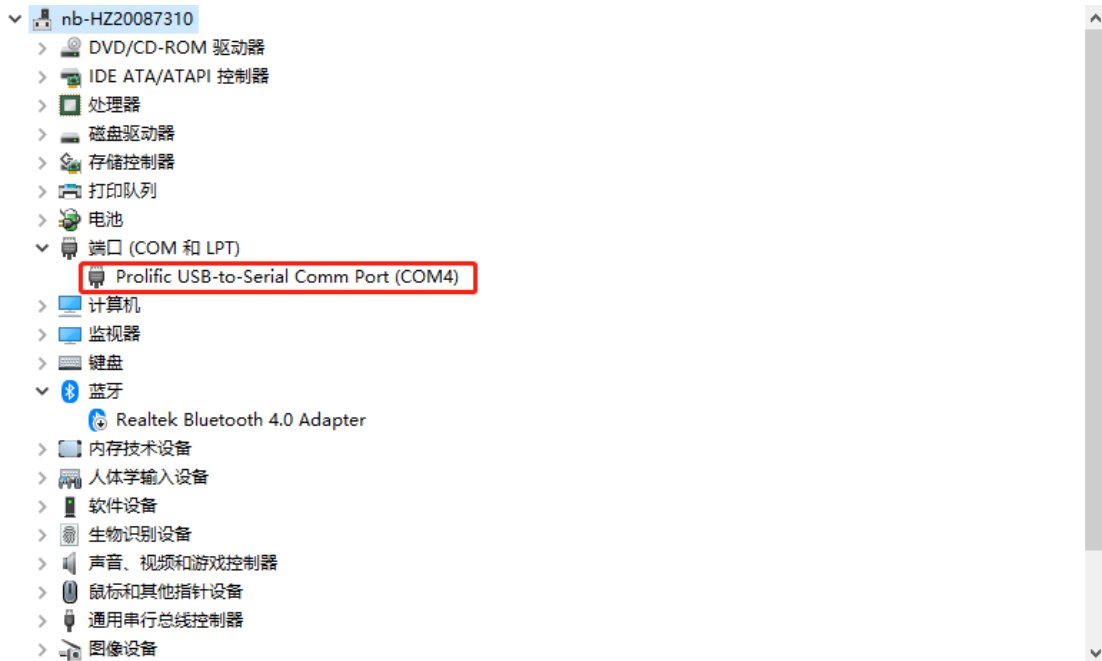 nb-HZ20087310
DVD/CD-ROM 驱动器
IDE ATA/ATAPI 控制器
处理器
磁盘驱动器
存储控制器
打印队列
电池
端口 (COM 和 LPT)
Prolific USB-to-Serial Comm Port (COM4)
计算机
监视器
键盘
蓝牙
Realtek Bluetooth 4.0 Adapter
内存技术设备
人体学输入设备
软件设备
生物识别设备
声音、视频和游戏控制器
鼠标和其他指针设备
通用串行总线控制器
图像设备